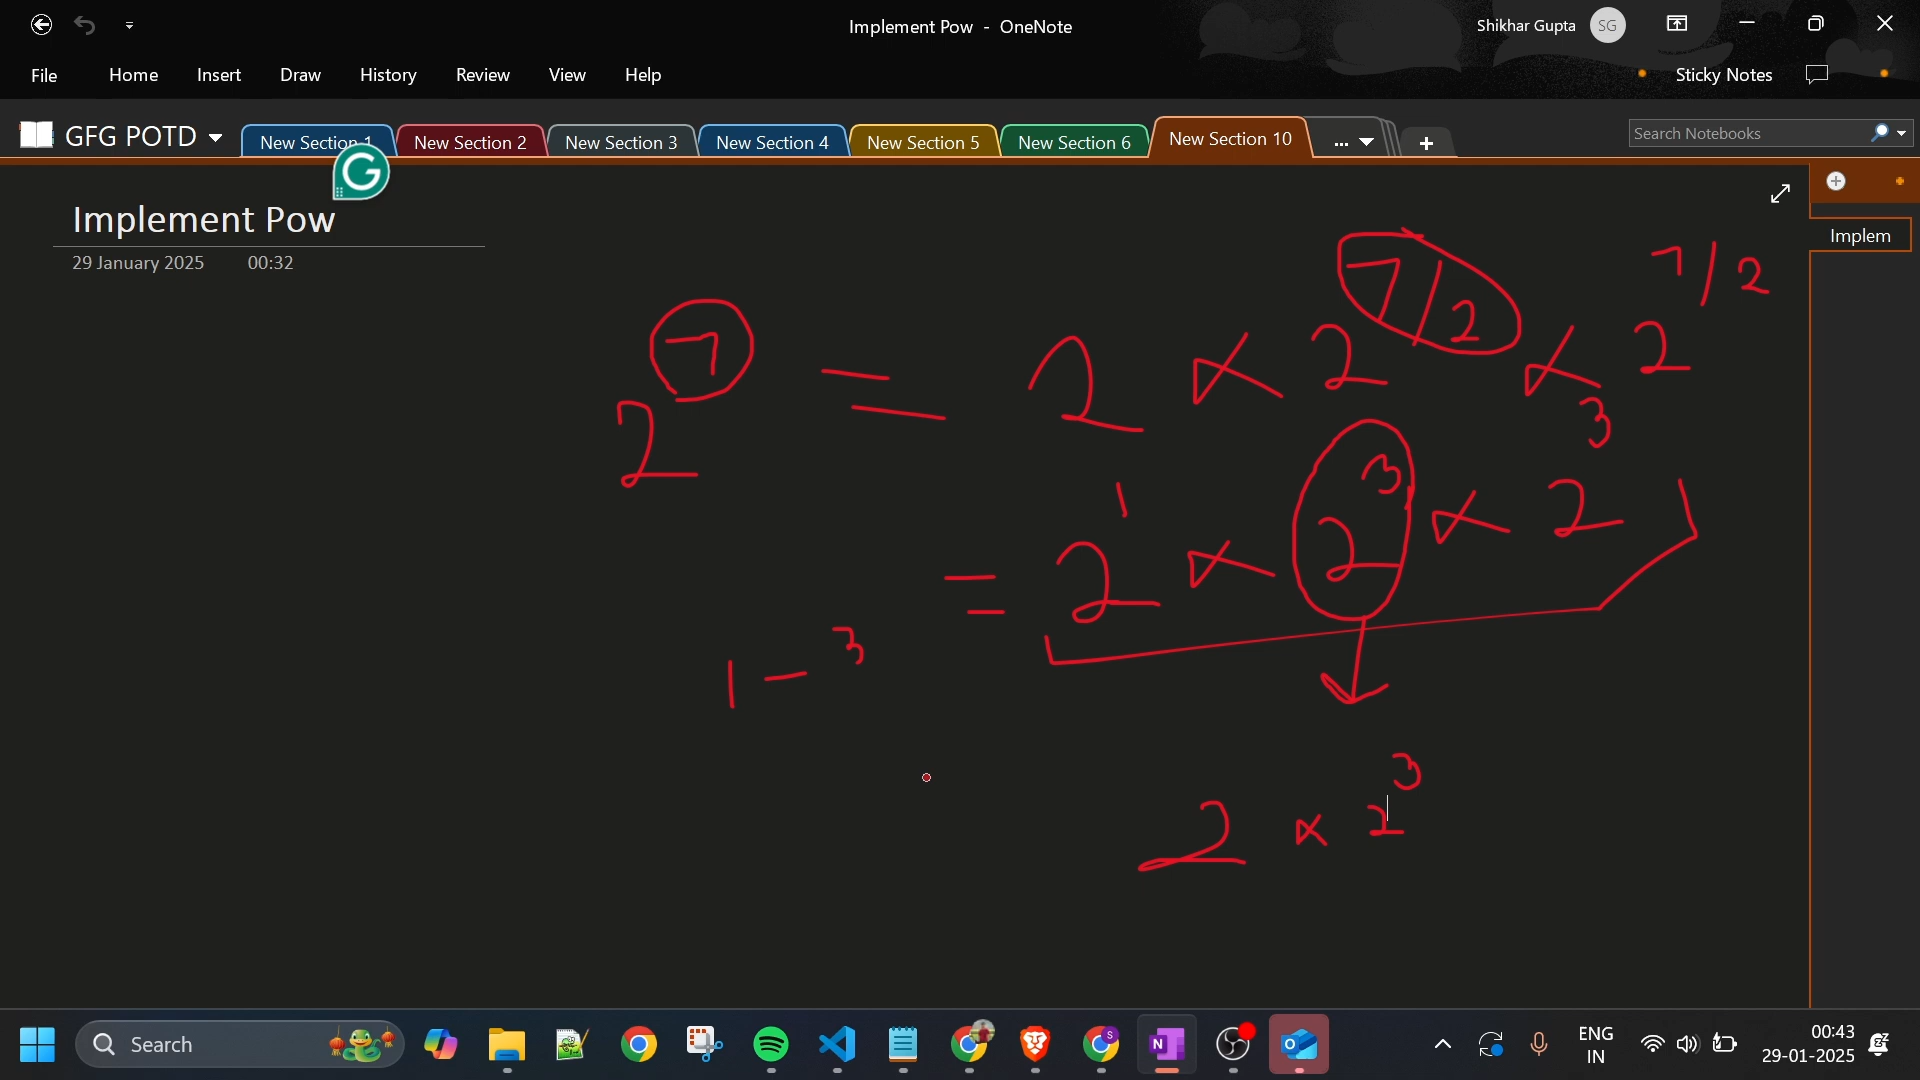 Implement Pow - OneNote
Shikhar Gupta SG
File Home Insert Draw History Review View Help
Sticky Notes
GFG POTD New Section 1 New Section 2 New Section 3 New Section 4 New Section 5 New Section 6 New Section 10 ... +
Search Notebooks
G
Implement Pow
29 January 2025 00:32
Implem
2^7 = 2 × 2^7/2 × 2^7/2
= 2^1 × 2^3 × 2^3
1 - 3
2 × 2^3
Search
ENG
IN
00:43
29-01-2025